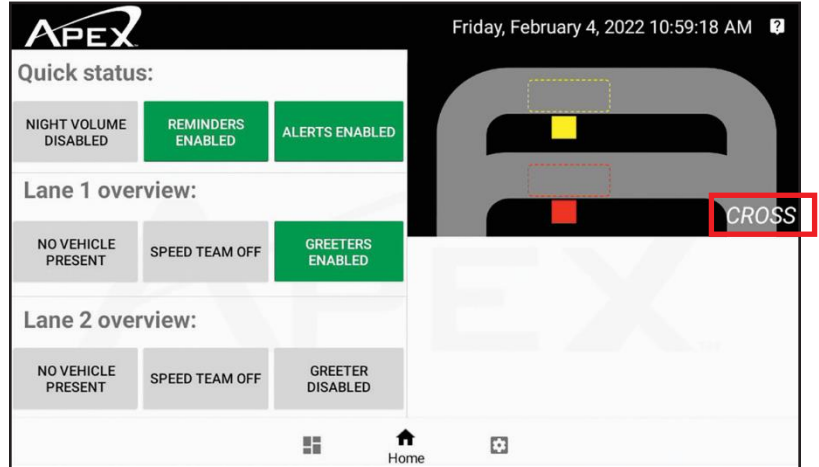 APEX
Friday, February 4, 2022 10:59:18 AM
Quick status:
NIGHT VOLUME
DISABLED
REMINDERS
ENABLED
ALERTS ENABLED
Lane 1 overview:
NO VEHICLE
PRESENT
SPEED TEAM OFF
GREETERS
ENABLED
CROSS
Lane 2 overview:
NO VEHICLE
PRESENT
SPEED TEAM OFF
GREETER
DISABLED
APEX
Home